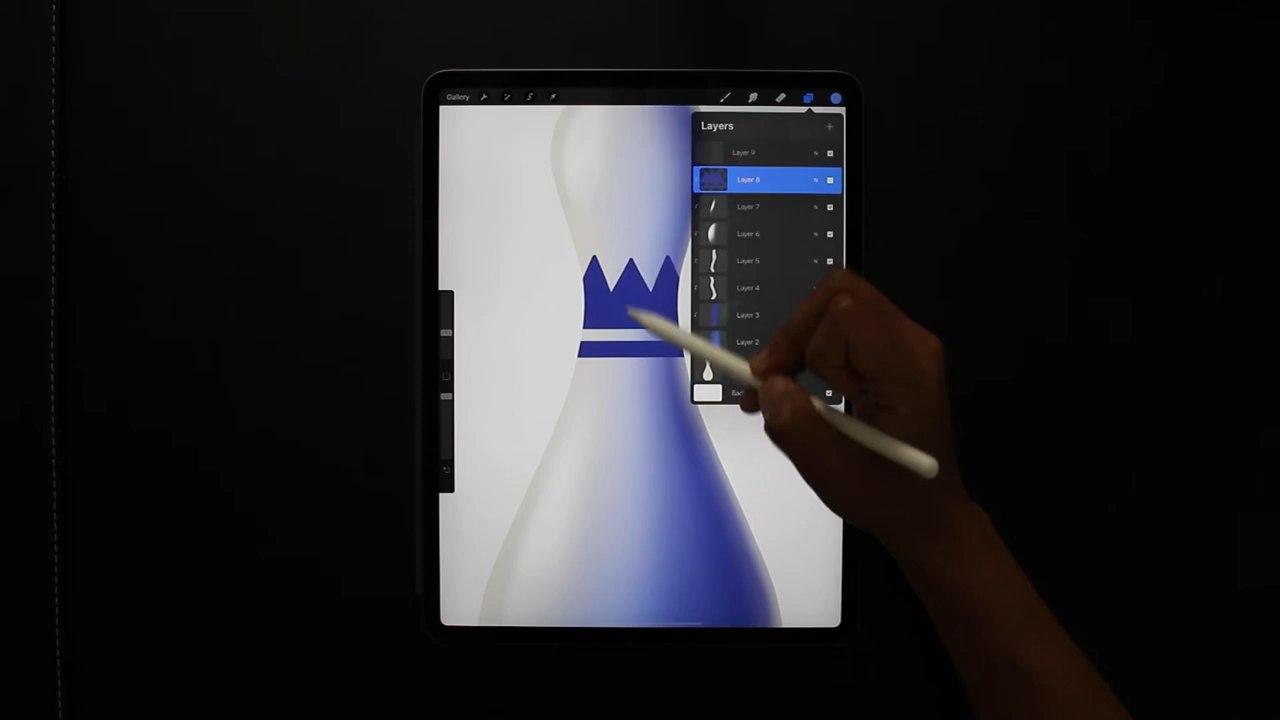 Gallery
Layers
Layer 9
N
Layer 8
N
Layer 7
N
Layer 6
N
Layer 5
N
Layer 4
Layer 3
Layer 2